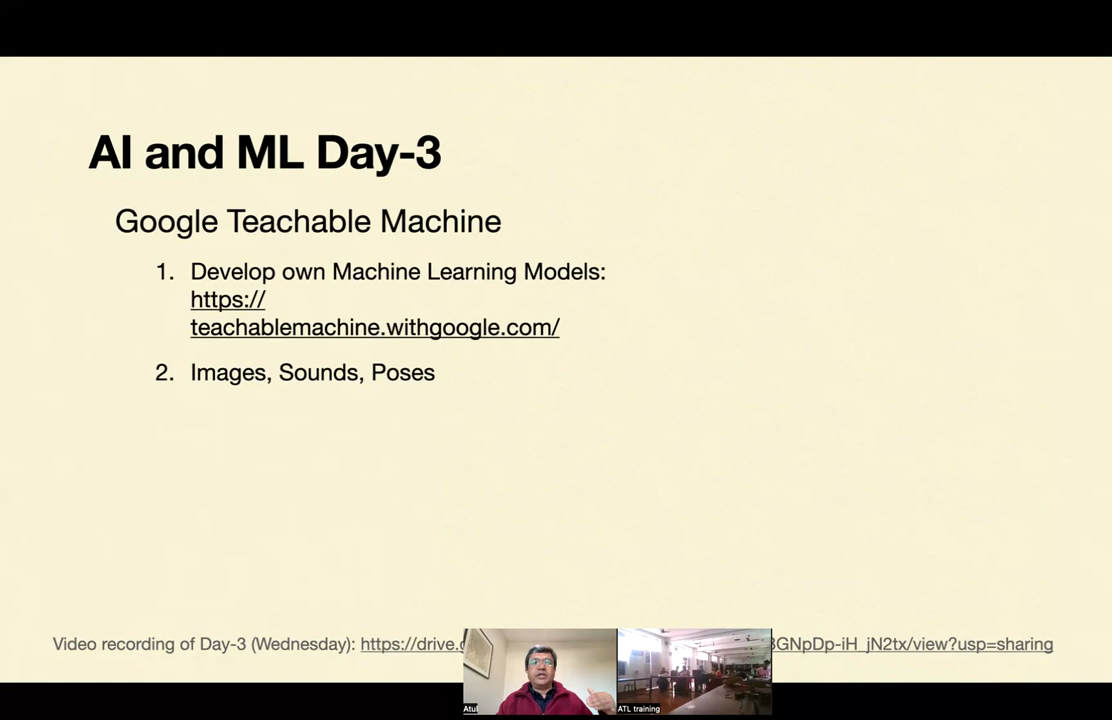 AI and ML Day-3
Google Teachable Machine
1. Develop own Machine Learning Models:
https://
teachablemachine.withgoogle.com/
2. Images, Sounds, Poses
Video recording of Day-3 (Wednesday): https://drive. GNpDp-iH_jN2tx/view?usp=sharing
Atul
ATL training